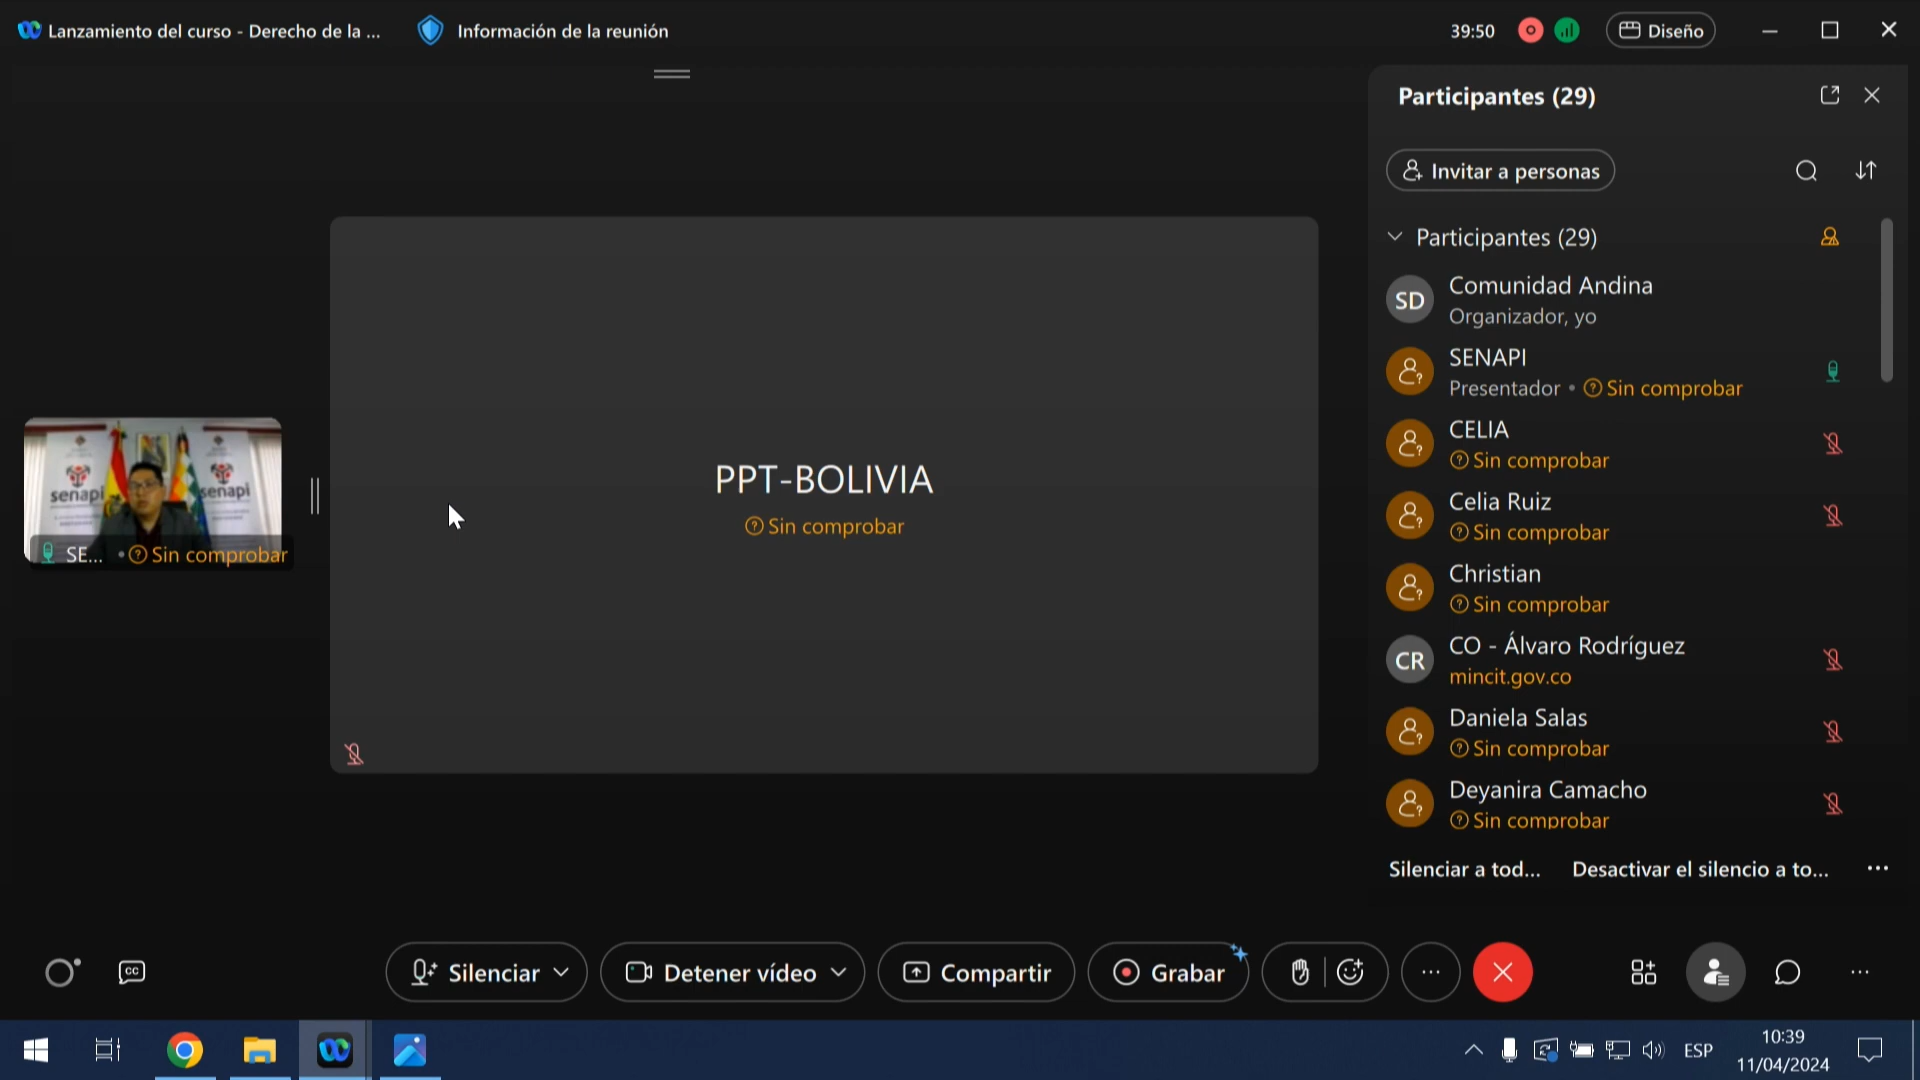 Lanzamiento del curso - Derecho de la ...
Información de la reunión
39:50
Diseño
Participantes (29)
Invitar a personas
Participantes (29)
SD
Comunidad Andina
Organizador, yo
SENAPI
Presentador • Sin comprobar
CELIA
Sin comprobar
Celia Ruiz
Sin comprobar
Christian
Sin comprobar
CR
CO - Álvaro Rodríguez
mincit.gov.co
Daniela Salas
Sin comprobar
Deyanira Camacho
Sin comprobar
Silenciar a tod...
Desactivar el silencio a to...
senapi
senapi
SE... • Sin comprobar
PPT-BOLIVIA
Sin comprobar
CC
Silenciar
Detener vídeo
Compartir
Grabar
ESP
10:39
11/04/2024